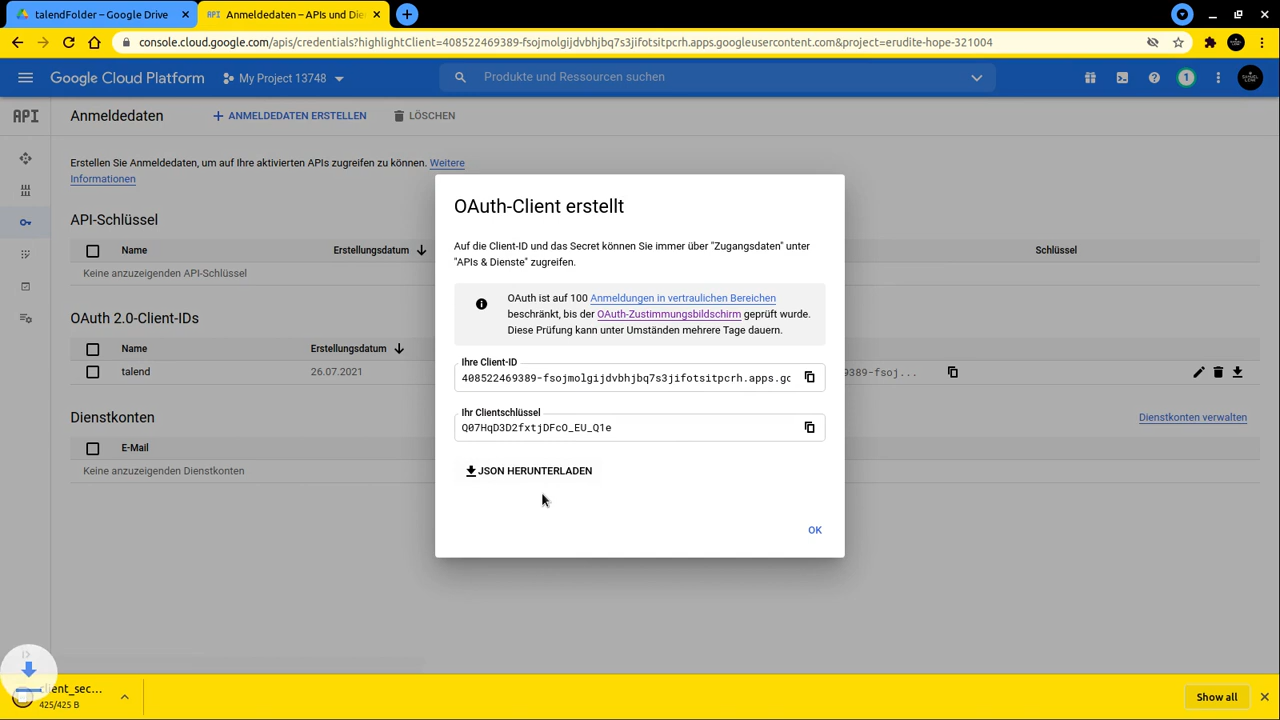 talendFolder – Google Drive
API Anmeldedaten – APIs und Die
console.cloud.google.com/apis/credentials?highlightClient=408522469389-fsojmolgijdvbhjbq7s3jifotsitpcrh.apps.googleusercontent.com&project=erudite-hope-321004
Google Cloud Platform
My Project 13748
Produkte und Ressourcen suchen
1
API
Anmeldedaten
ANMELDEDATEN ERSTELLEN
LÖSCHEN
Erstellen Sie Anmeldedaten, um auf Ihre aktivierten APIs zugreifen zu können. Weitere
Informationen
API-Schlüssel
Name Erstellungsdatum Schlüssel
Keine anzuzeigenden API-Schlüssel
OAuth 2.0-Client-IDs
Name Erstellungsdatum
talend 26.07.2021 9389-fsoj...
Dienstkonten
Dienstkonten verwalten
E-Mail
Keine anzuzeigenden Dienstkonten
OAuth-Client erstellt
Auf die Client-ID und das Secret können Sie immer über "Zugangsdaten" unter
"APIs & Dienste" zugreifen.
OAuth ist auf 100 Anmeldungen in vertraulichen Bereichen
beschränkt, bis der OAuth-Zustimmungsbildschirm geprüft wurde.
Diese Prüfung kann unter Umständen mehrere Tage dauern.
Ihre Client-ID
408522469389-fsojmolgijdvbhjbq7s3jifotsitpcrh.apps.gc
Ihr Clientschlüssel
Q07HqD3D2fxtjDFcO_EU_Q1e
JSON HERUNTERLADEN
OK
client_sec...
425/425 B
Show all